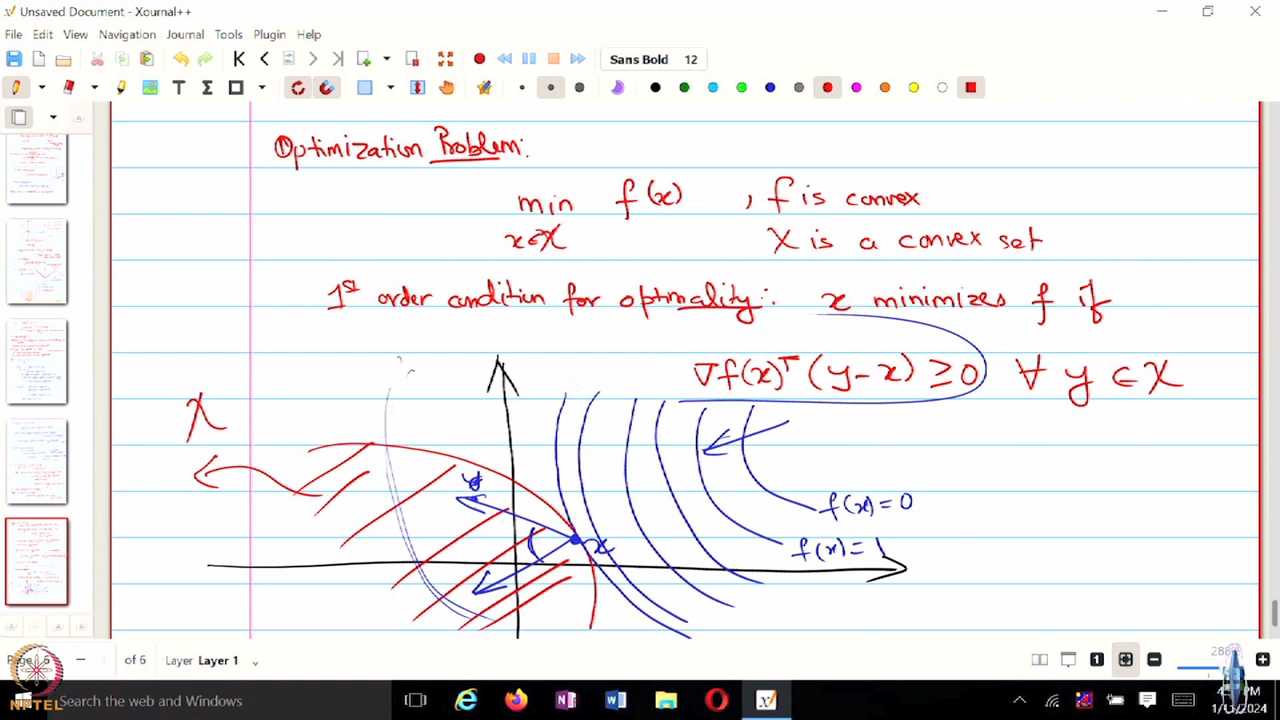 Unsaved Document - Xournal++
File Edit View Navigation Journal Tools Plugin Help
Sans Bold 12
① Optimization Problem:
min f(x) , f is convex
x∈X X is a convex set
1st order condition for optimality: x minimizes f if
∇f(x)ᵀ(y-x) ≥ 0 ∀ y ∈ X
X
y
f(x)=0
x
f(x)=1
Page 6 of 6 Layer Layer 1
NPTEL
Search the web and Windows